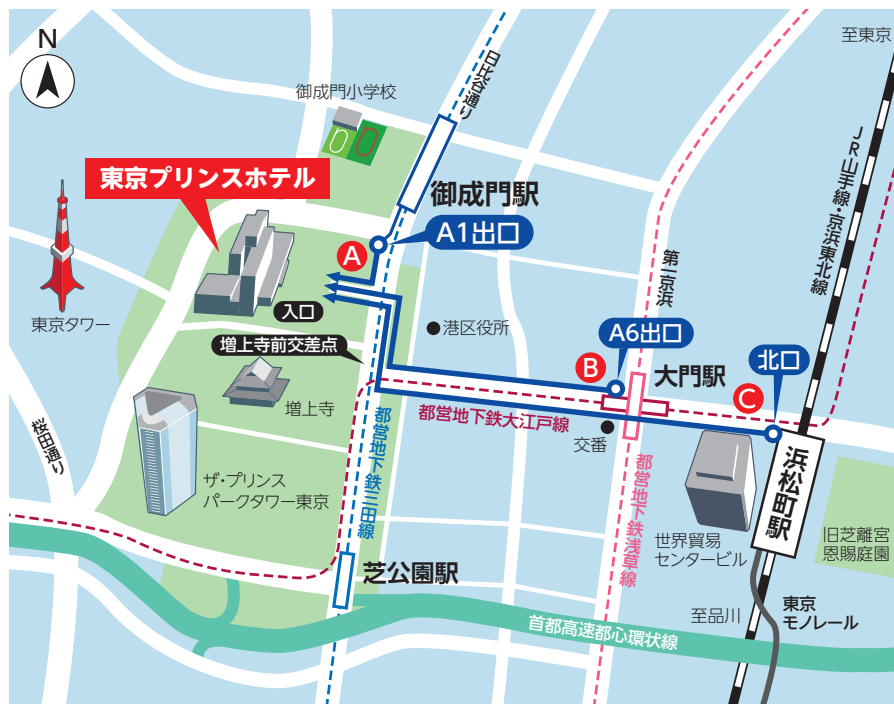 N
至東京
御成門小学校
日比谷通り
JR山手線・京浜東北線
東京プリンスホテル
御成門駅
A
A1出口
第一京浜
入口
東京タワー
港区役所
A6出口
増上寺前交差点
B
大門駅
北口
C
増上寺
都営地下鉄大江戸線
交番
桜田通り
都営地下鉄三田線
都営地下鉄浅草線
浜松町駅
ザ・プリンス
パークタワー東京
世界貿易
センタービル
旧芝離宮
恩賜庭園
芝公園駅
至品川
東京
モノレール
首都高速都心環状線